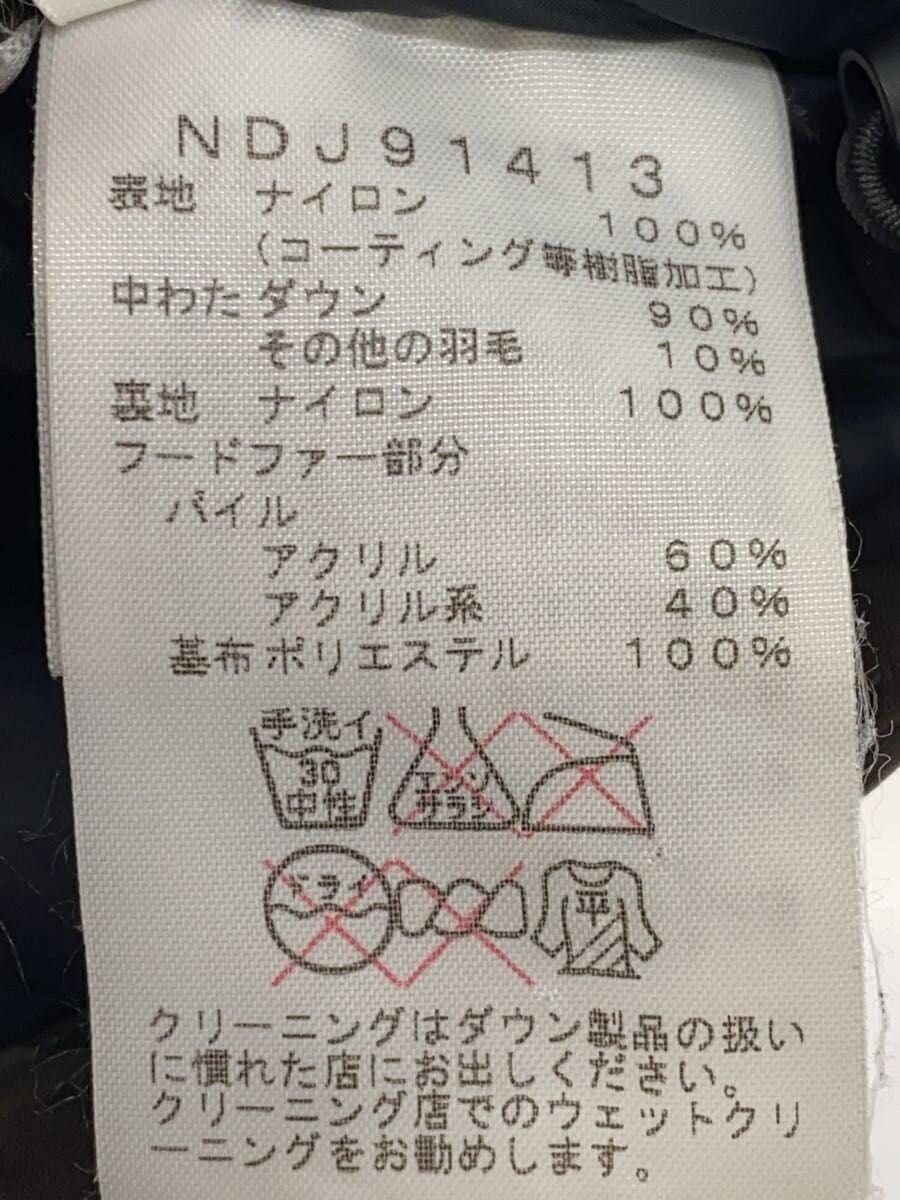 NDJ91413
表地 ナイロン 100%
(コーティング等樹脂加工)
中わた ダウン 90%
その他の羽毛 10%
裏地 ナイロン 100%
フードファー部分
パイル
アクリル 60%
アクリル系 40%
基布 ポリエステル 100%
手洗イ
30
中性
エンソ
サラシ
ドライ
平
クリーニングはダウン製品の扱い
に慣れた店にお出しください。
クリーニング店でのウェットクリ
ーニングをお勧めします。